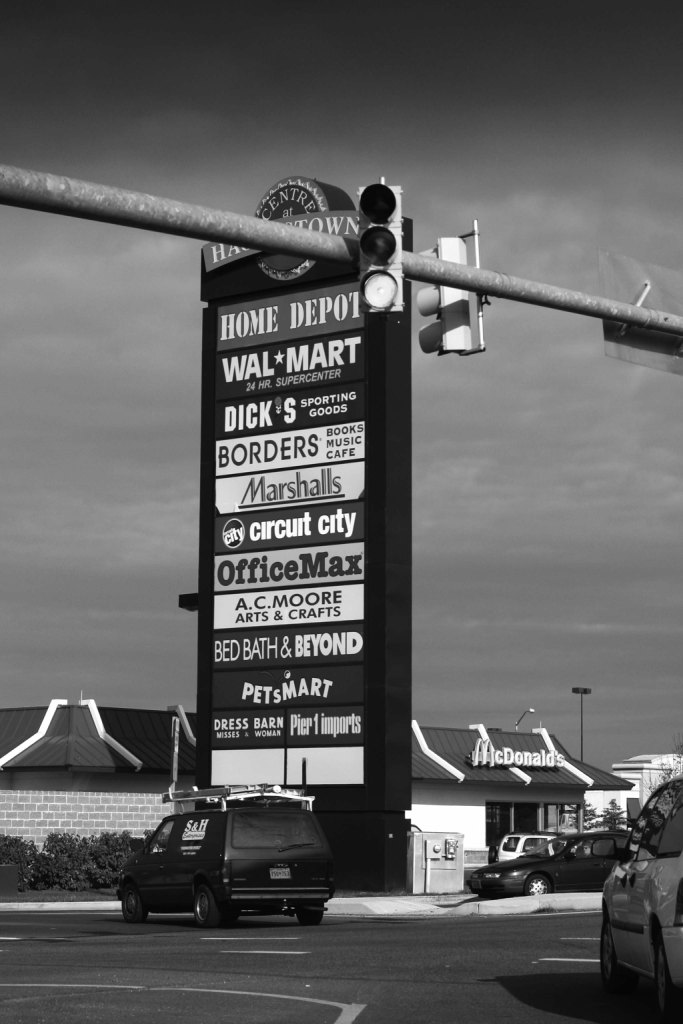 CENTRE
at
HOME DEPOT
WAL★MART
24 HR. SUPERCENTER
DICK'S SPORTING
GOODS
BORDERS BOOKS
MUSIC
CAFE
Marshalls
circuit city
OfficeMax
A.C.MOORE
ARTS & CRAFTS
BED BATH & BEYOND
PETSMART
DRESS BARN
MISSES & WOMAN
Pier 1 imports
McDonald's
S&H